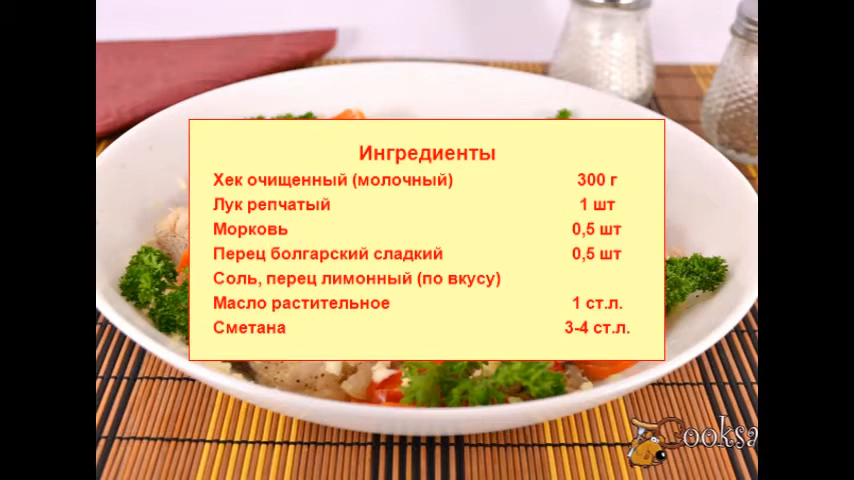 Ингредиенты
Хек очищенный (молочный) 300 г
Лук репчатый 1 шт
Морковь 0,5 шт
Перец болгарский сладкий 0,5 шт
Соль, перец лимонный (по вкусу)
Масло растительное 1 ст.л.
Сметана 3-4 ст.л.
Cooksa